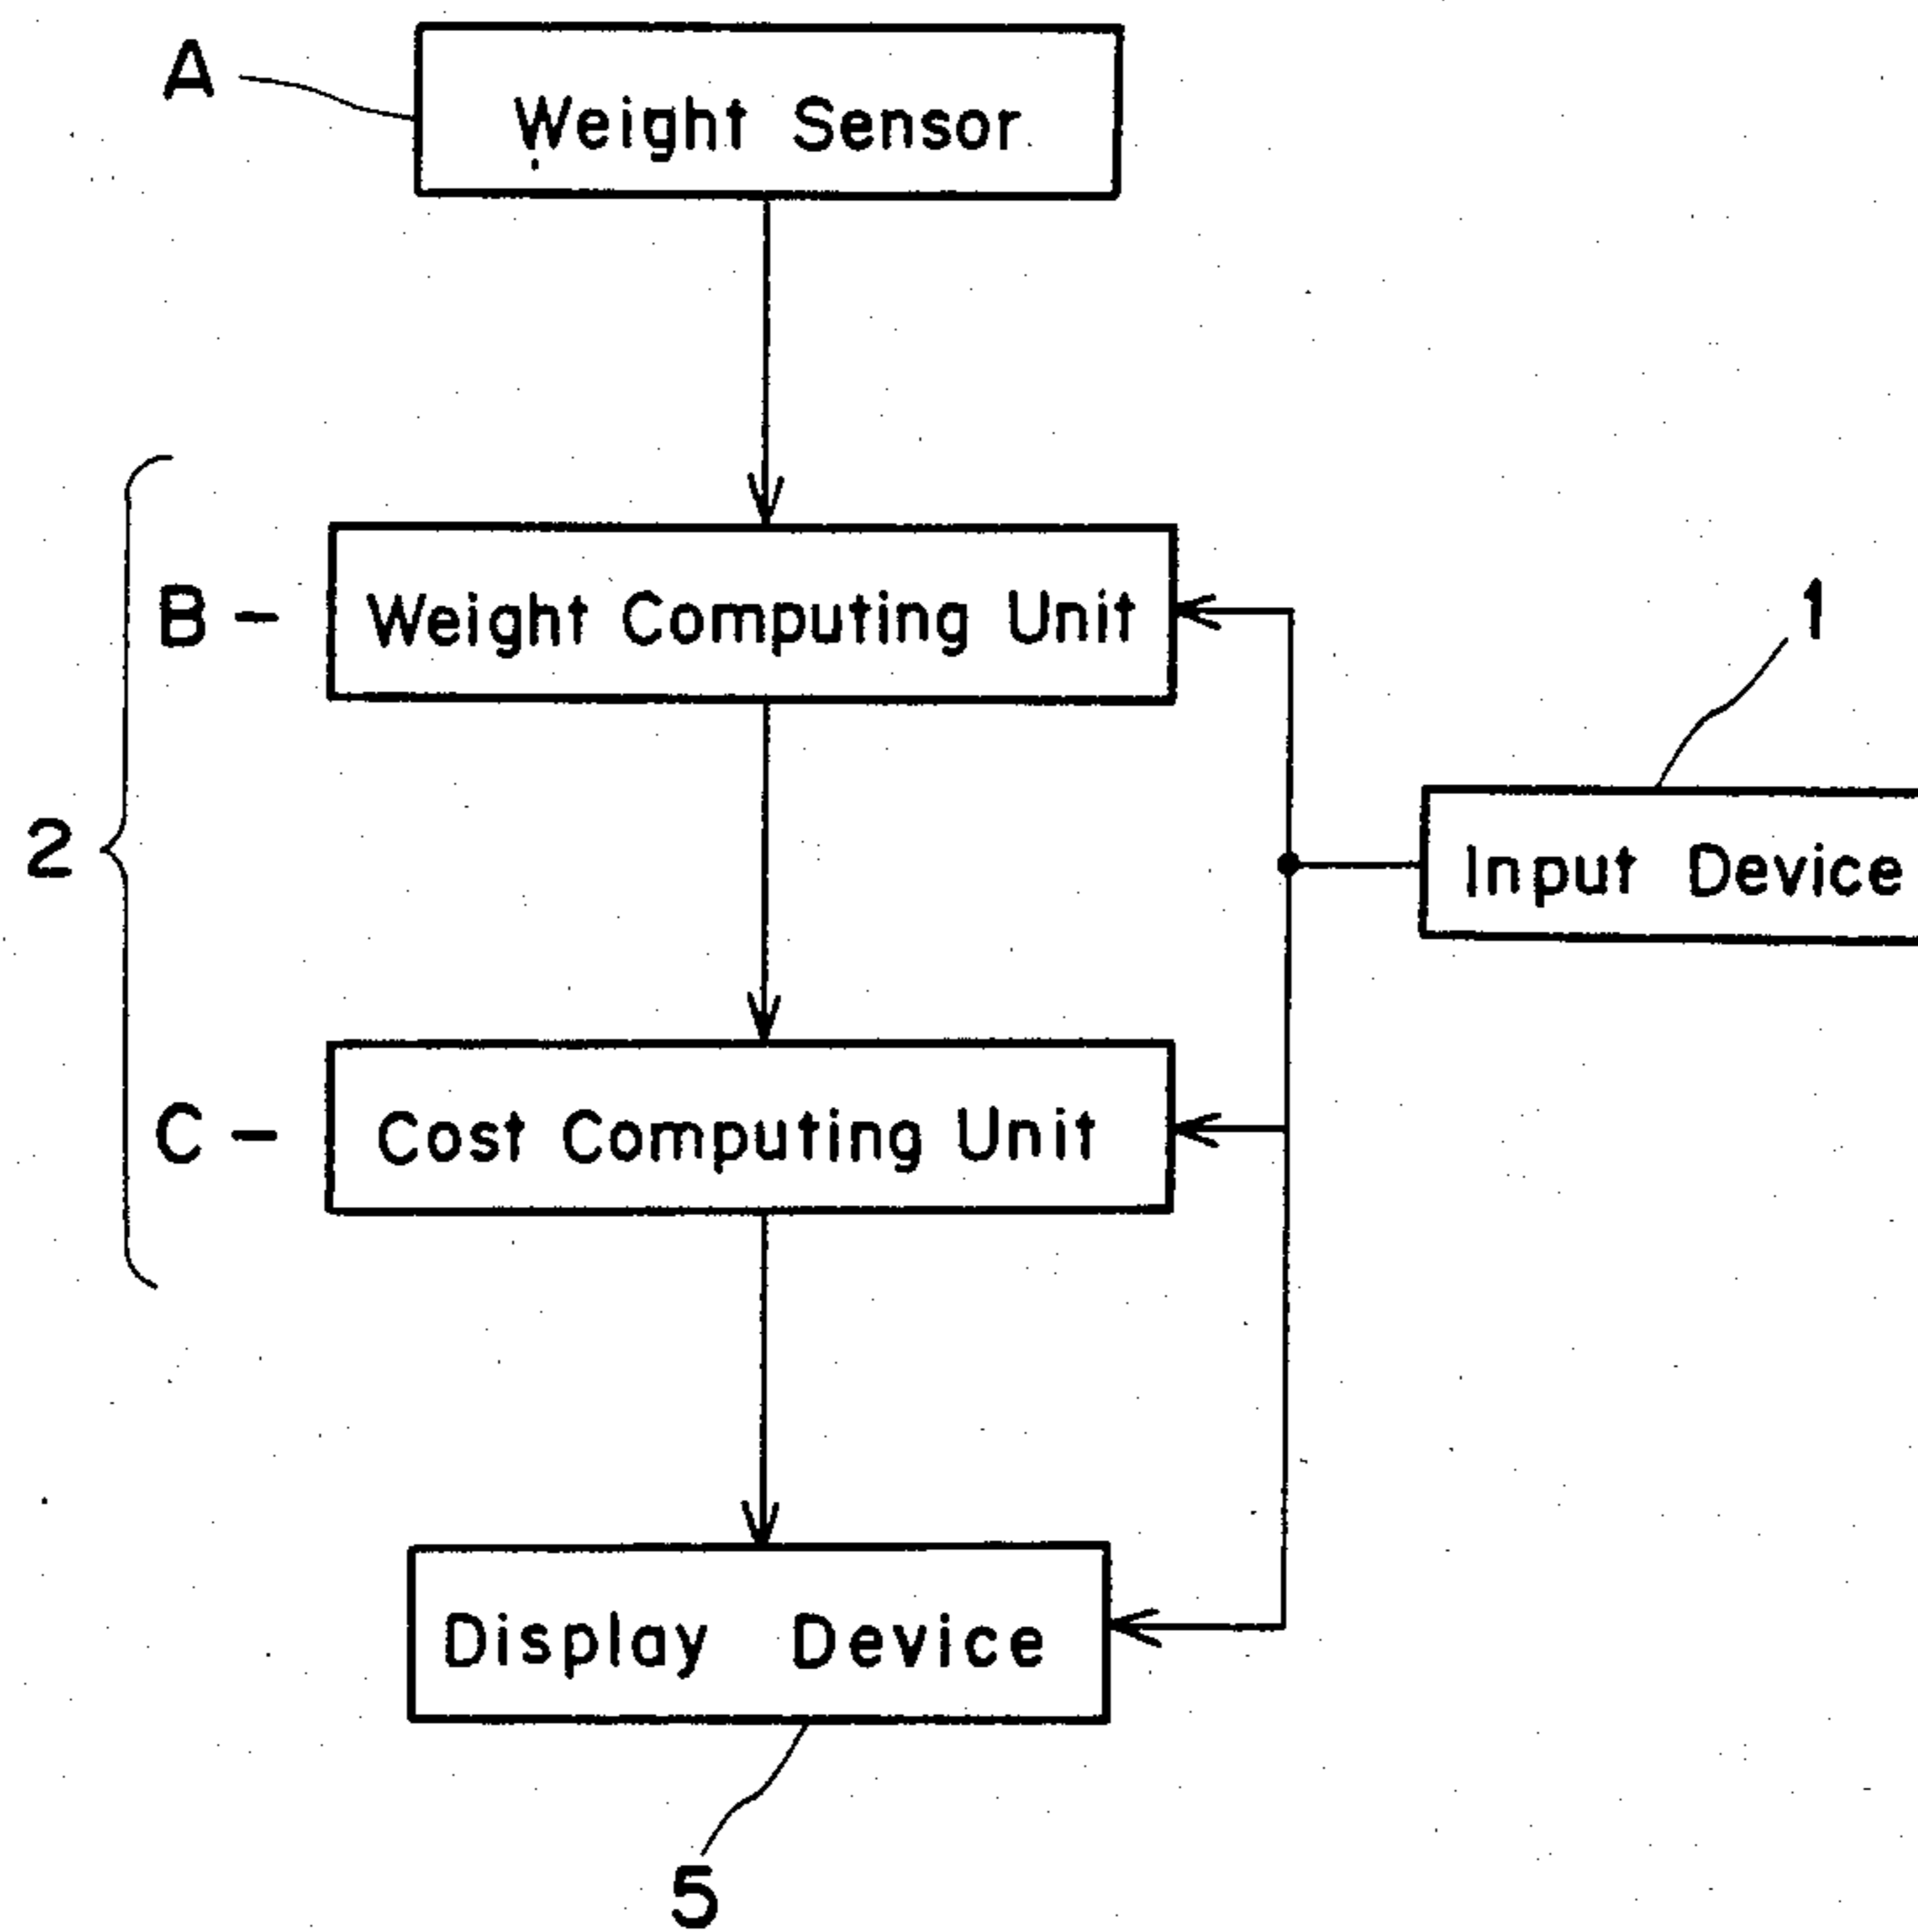 A
Weight Sensor
B - Weight Computing Unit
1
2
Input Device
C - Cost Computing Unit
Display Device
5